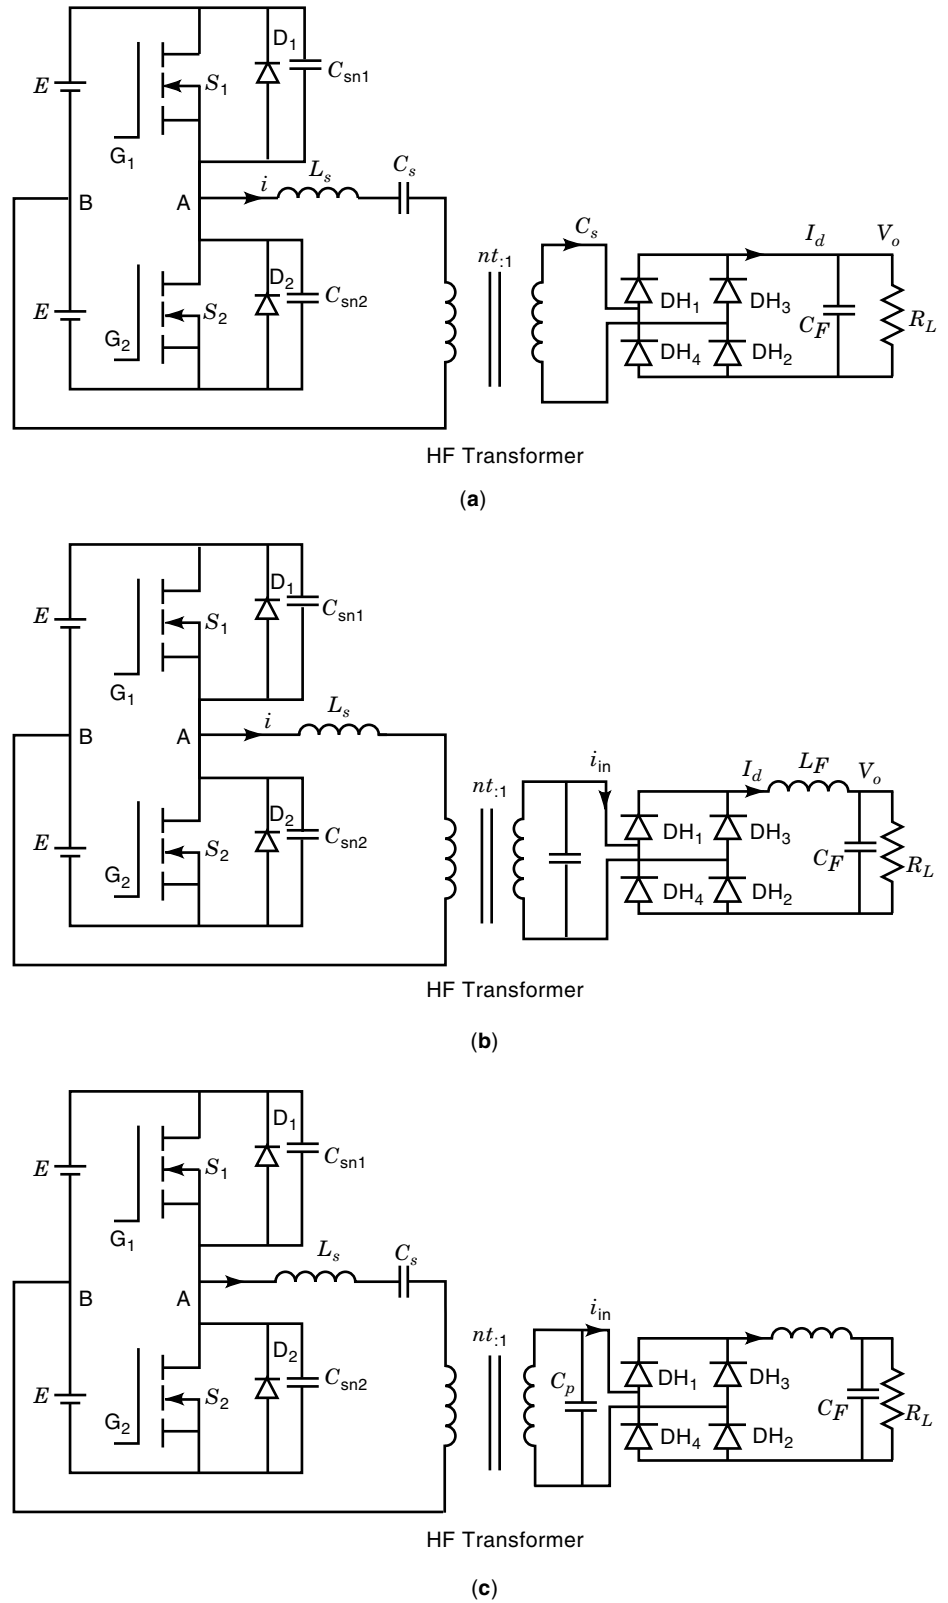 D1
E S1 Csn1
G1
Ls Cs
B A i
Cs Id Vo
nt:1
D2
E S2 Csn2 DH1 DH3 CF RL
G2 DH4 DH2
HF Transformer
(a)
D1
E S1 Csn1
G1
Ls
B A i
iin Id LF Vo
nt:1
D2
E S2 Csn2 DH1 DH3 CF RL
G2 DH4 DH2
HF Transformer
(b)
D1
E S1 Csn1
G1
Ls Cs
B A
iin
nt:1
D2
E S2 Csn2 Cp DH1 DH3 CF RL
G2 DH4 DH2
HF Transformer
(c)